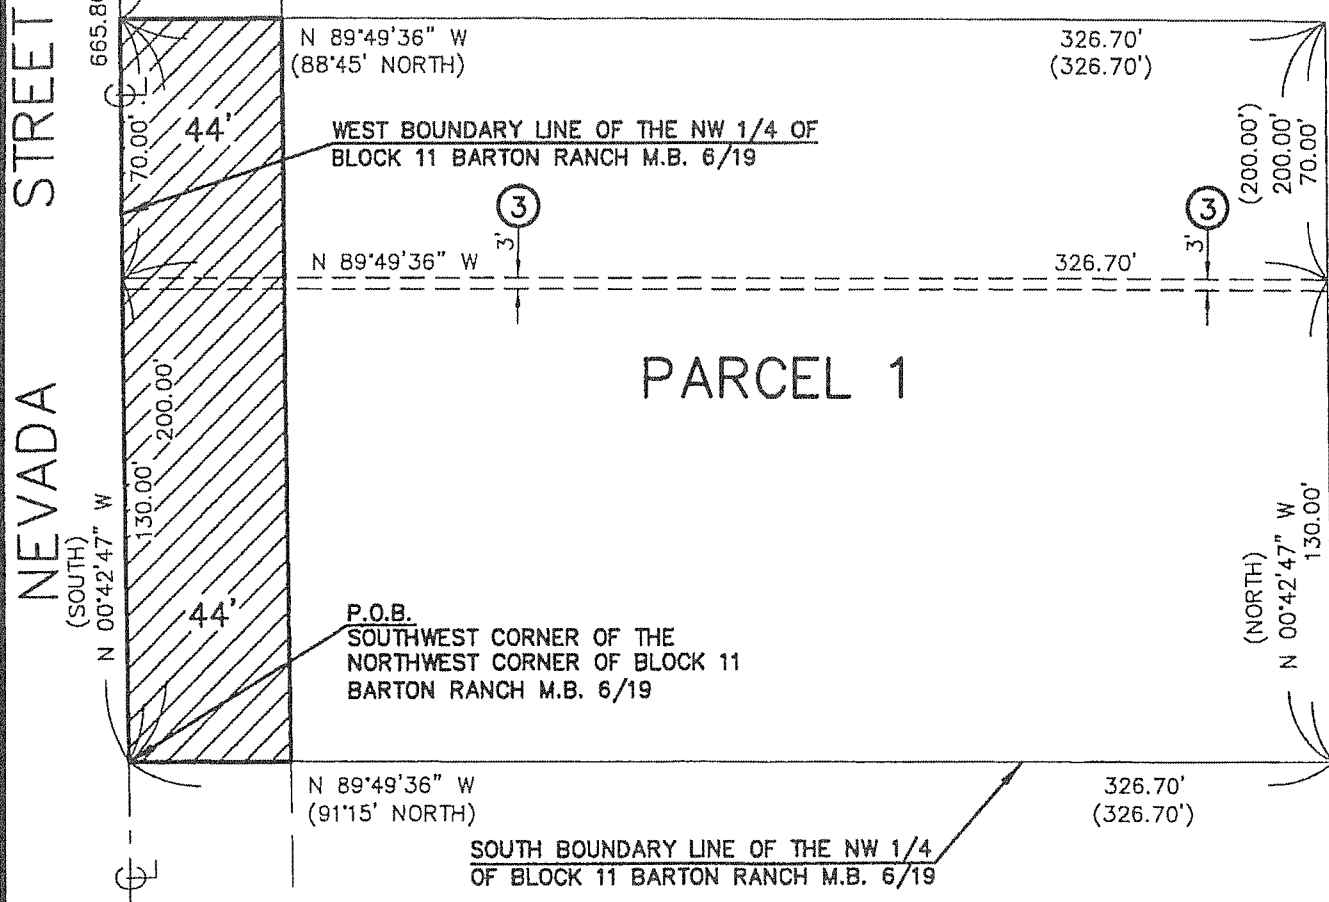 665.80
STREET
NEVADA
N 89°49'36" W
(88°45' NORTH)
326.70'
(326.70')
70.00'
44'
WEST BOUNDARY LINE OF THE NW 1/4 OF
BLOCK 11 BARTON RANCH M.B. 6/19
(200.00')
200.00'
70.00'
3
3'
3
3'
N 89°49'36" W
326.70'
PARCEL 1
200.00'
130.00'
(SOUTH)
N 00°42'47" W
44'
P.O.B.
SOUTHWEST CORNER OF THE
NORTHWEST CORNER OF BLOCK 11
BARTON RANCH M.B. 6/19
(NORTH)
N 00°42'47" W
130.00'
N 89°49'36" W
(91°15' NORTH)
326.70'
(326.70')
SOUTH BOUNDARY LINE OF THE NW 1/4
OF BLOCK 11 BARTON RANCH M.B. 6/19